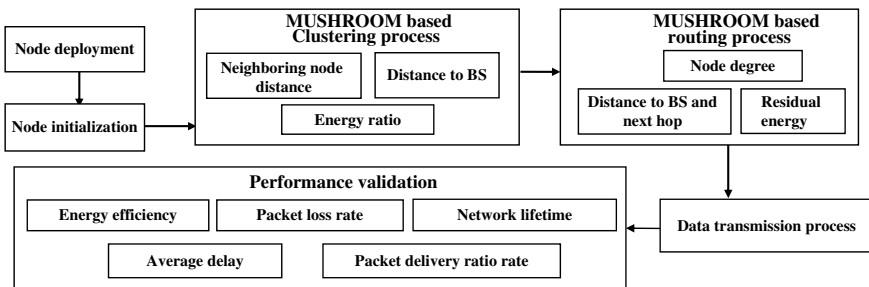 Node deployment
Node initialization
MUSHROOM based
Clustering process
Neighboring node
distance
Distance to BS
Energy ratio
MUSHROOM based
routing process
Node degree
Distance to BS and
next hop
Residual
energy
Data transmission process
Performance validation
Energy efficiency
Packet loss rate
Network lifetime
Average delay
Packet delivery ratio rate